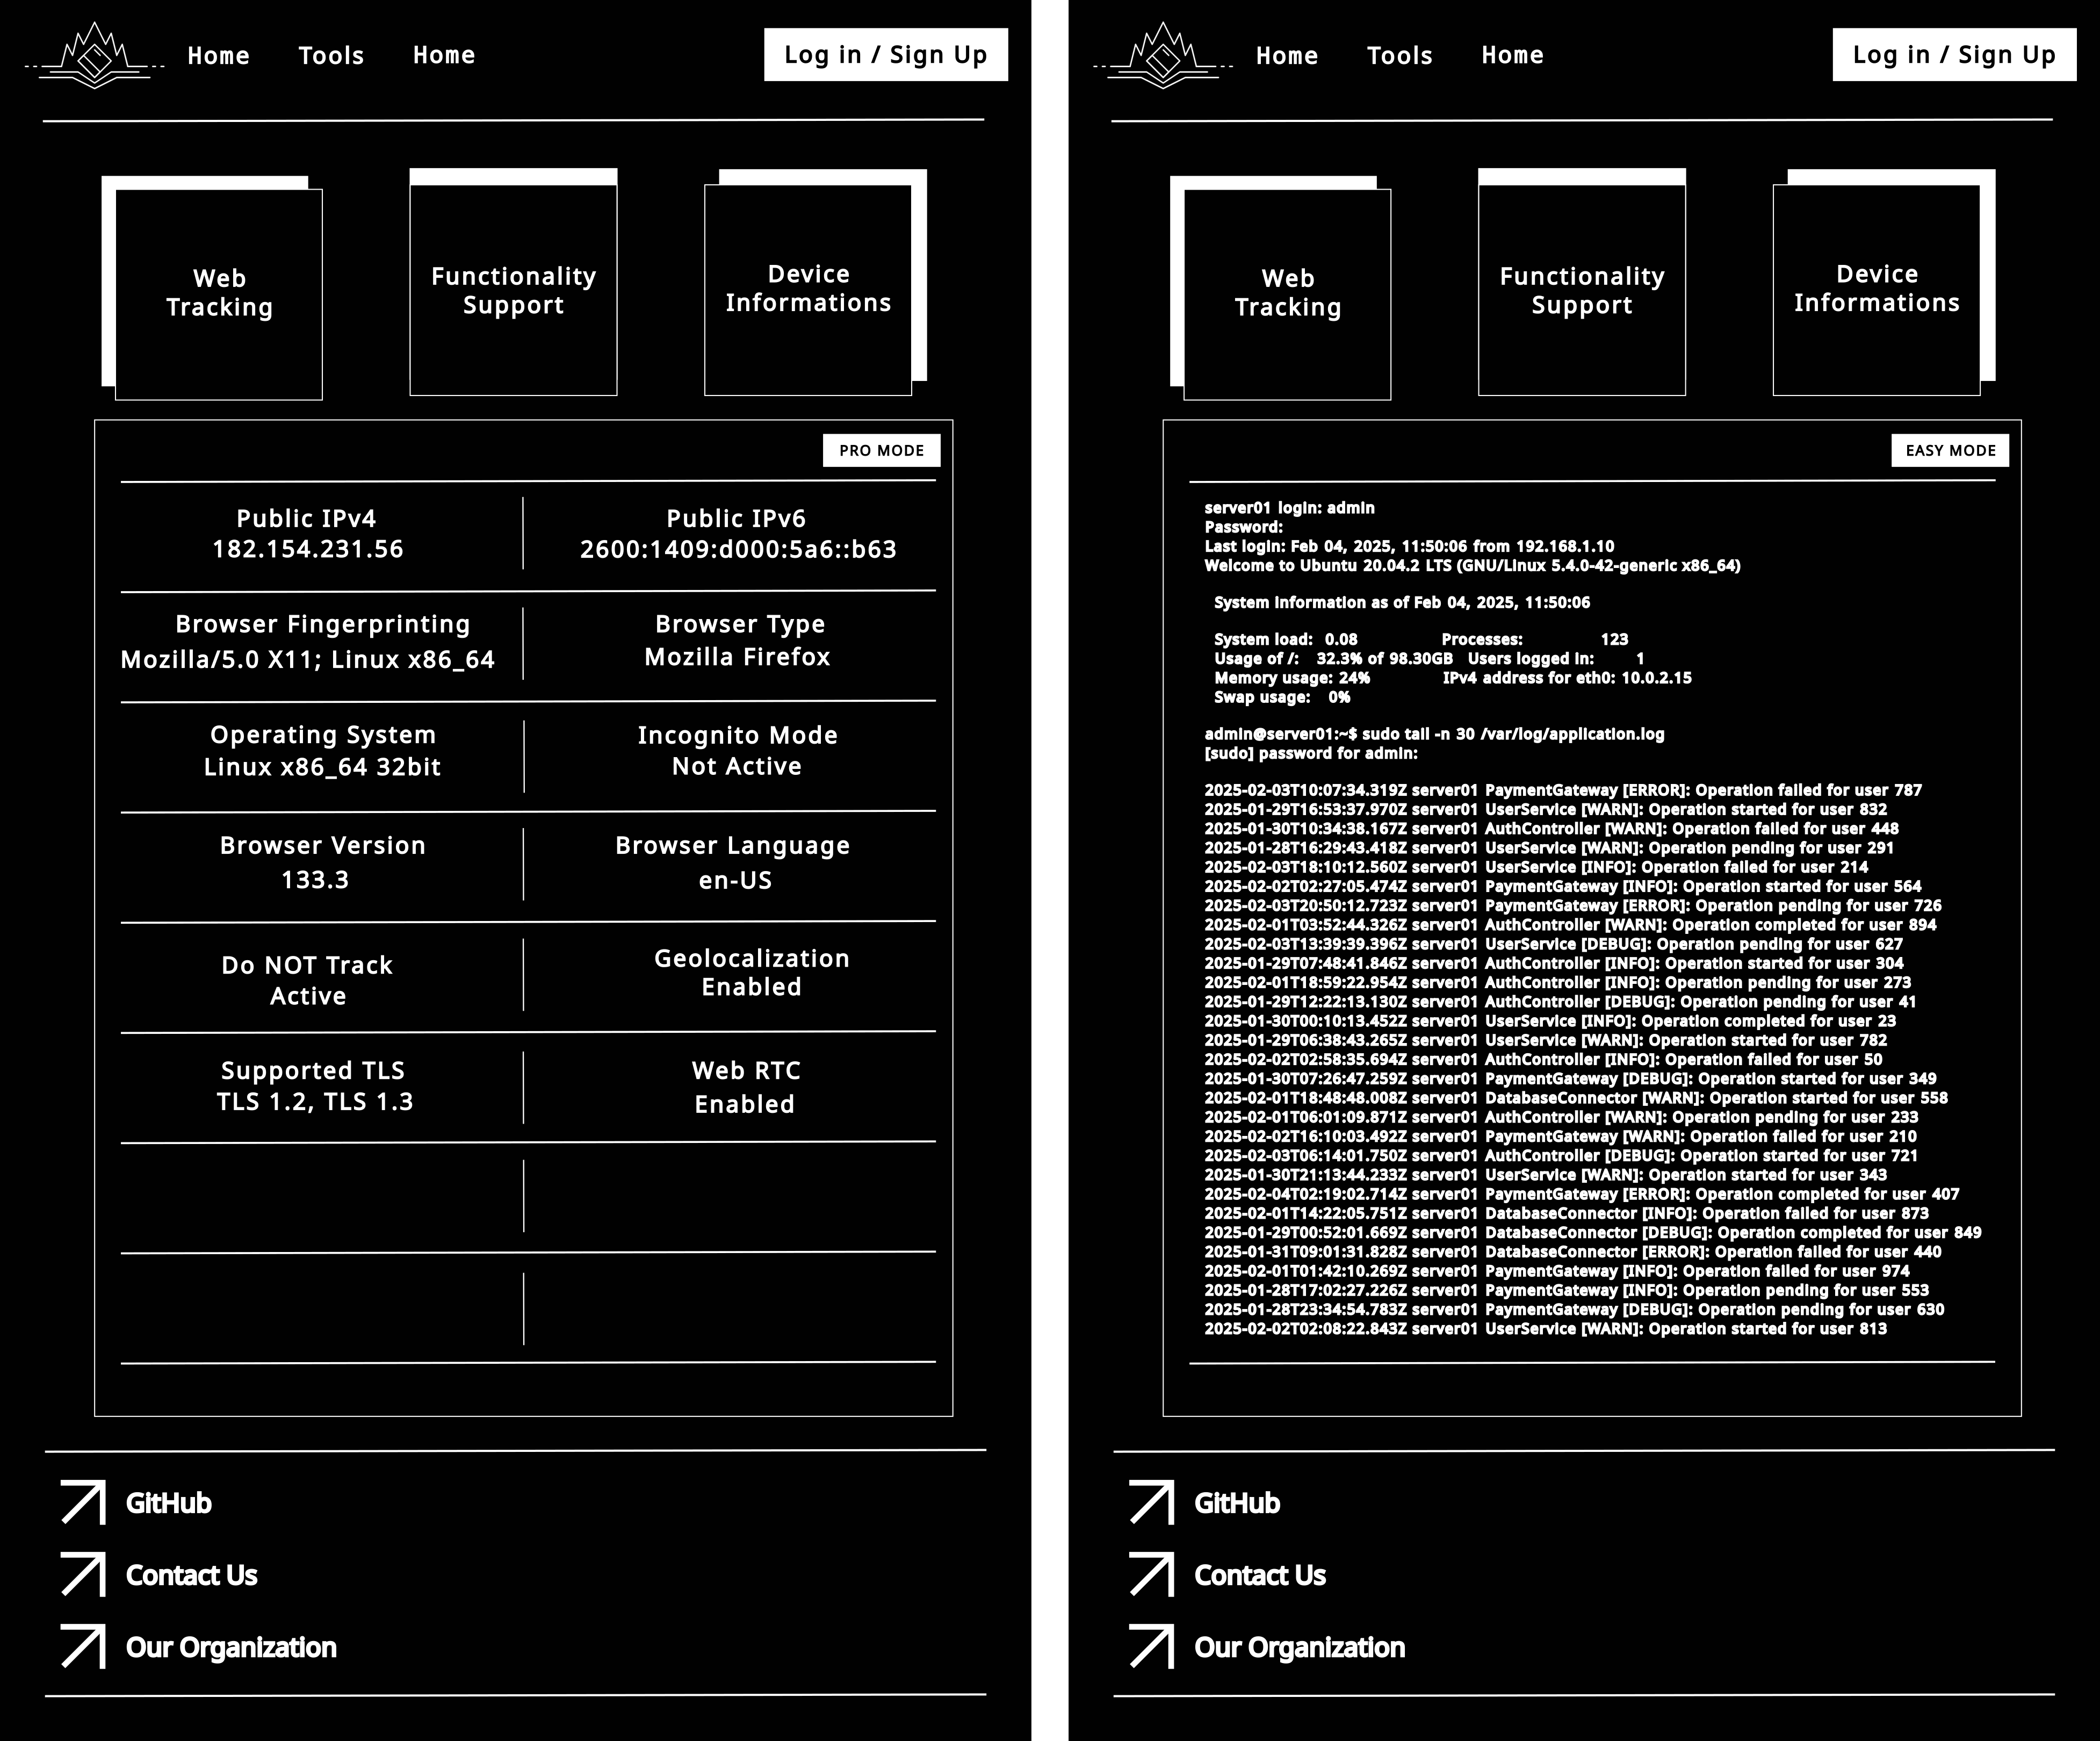 Home Tools Home Log in / Sign Up
Web
Tracking
Functionality
Support
Device
Informations
PRO MODE
Public IPv4
182.154.231.56
Public IPv6
2600:1409:d000:5a6::b63
Browser Fingerprinting
Mozilla/5.0 X11; Linux x86_64
Browser Type
Mozilla Firefox
Operating System
Linux x86_64 32bit
Incognito Mode
Not Active
Browser Version
133.3
Browser Language
en-US
Do NOT Track
Active
Geolocalization
Enabled
Supported TLS
TLS 1.2, TLS 1.3
Web RTC
Enabled
GitHub
Contact Us
Our Organization
Home Tools Home Log in / Sign Up
Web
Tracking
Functionality
Support
Device
Informations
EASY MODE
server01 login: admin
Password:
Last login: Feb 04, 2025, 11:50:06 from 192.168.1.10
Welcome to Ubuntu 20.04.2 LTS (GNU/Linux 5.4.0-42-generic x86_64)
System information as of Feb 04, 2025, 11:50:06
System load: 0.08 Processes: 123
Usage of /: 32.3% of 98.30GB Users logged in: 1
Memory usage: 24% IPv4 address for eth0: 10.0.2.15
Swap usage: 0%
admin@server01:~$ sudo tail -n 30 /var/log/application.log
[sudo] password for admin:
2025-02-03T10:07:34.319Z server01 PaymentGateway [ERROR]: Operation failed for user 787
2025-01-29T16:53:37.970Z server01 UserService [WARN]: Operation started for user 832
2025-01-30T10:34:38.167Z server01 AuthController [WARN]: Operation failed for user 448
2025-01-28T16:29:43.418Z server01 UserService [WARN]: Operation pending for user 291
2025-02-03T18:10:12.560Z server01 UserService [INFO]: Operation failed for user 214
2025-02-02T02:27:05.474Z server01 PaymentGateway [INFO]: Operation started for user 564
2025-02-03T20:50:12.723Z server01 PaymentGateway [ERROR]: Operation pending for user 726
2025-02-01T03:52:44.326Z server01 AuthController [WARN]: Operation completed for user 894
2025-02-03T13:39:39.396Z server01 UserService [DEBUG]: Operation pending for user 627
2025-01-29T07:48:41.846Z server01 AuthController [INFO]: Operation started for user 304
2025-02-01T18:59:22.954Z server01 AuthController [INFO]: Operation pending for user 273
2025-01-29T12:22:13.130Z server01 AuthController [DEBUG]: Operation pending for user 41
2025-01-30T00:10:13.452Z server01 UserService [INFO]: Operation completed for user 23
2025-01-29T06:38:43.265Z server01 UserService [WARN]: Operation started for user 782
2025-02-02T02:58:35.694Z server01 AuthController [INFO]: Operation failed for user 50
2025-01-30T07:26:47.259Z server01 PaymentGateway [DEBUG]: Operation started for user 349
2025-02-01T18:48:48.008Z server01 DatabaseConnector [WARN]: Operation started for user 558
2025-02-01T06:01:09.871Z server01 AuthController [WARN]: Operation pending for user 233
2025-02-02T16:10:03.492Z server01 PaymentGateway [WARN]: Operation failed for user 210
2025-02-03T06:14:01.750Z server01 AuthController [DEBUG]: Operation started for user 721
2025-01-30T21:13:44.233Z server01 UserService [WARN]: Operation started for user 343
2025-02-04T02:19:02.714Z server01 PaymentGateway [ERROR]: Operation completed for user 407
2025-02-01T14:22:05.751Z server01 DatabaseConnector [INFO]: Operation failed for user 873
2025-01-29T00:52:01.669Z server01 DatabaseConnector [DEBUG]: Operation completed for user 849
2025-01-31T09:01:31.828Z server01 DatabaseConnector [ERROR]: Operation failed for user 440
2025-02-01T01:42:10.269Z server01 PaymentGateway [INFO]: Operation failed for user 974
2025-01-28T17:02:27.226Z server01 PaymentGateway [INFO]: Operation pending for user 553
2025-01-28T23:34:54.783Z server01 PaymentGateway [DEBUG]: Operation pending for user 630
2025-02-02T02:08:22.843Z server01 UserService [WARN]: Operation started for user 813
GitHub
Contact Us
Our Organization